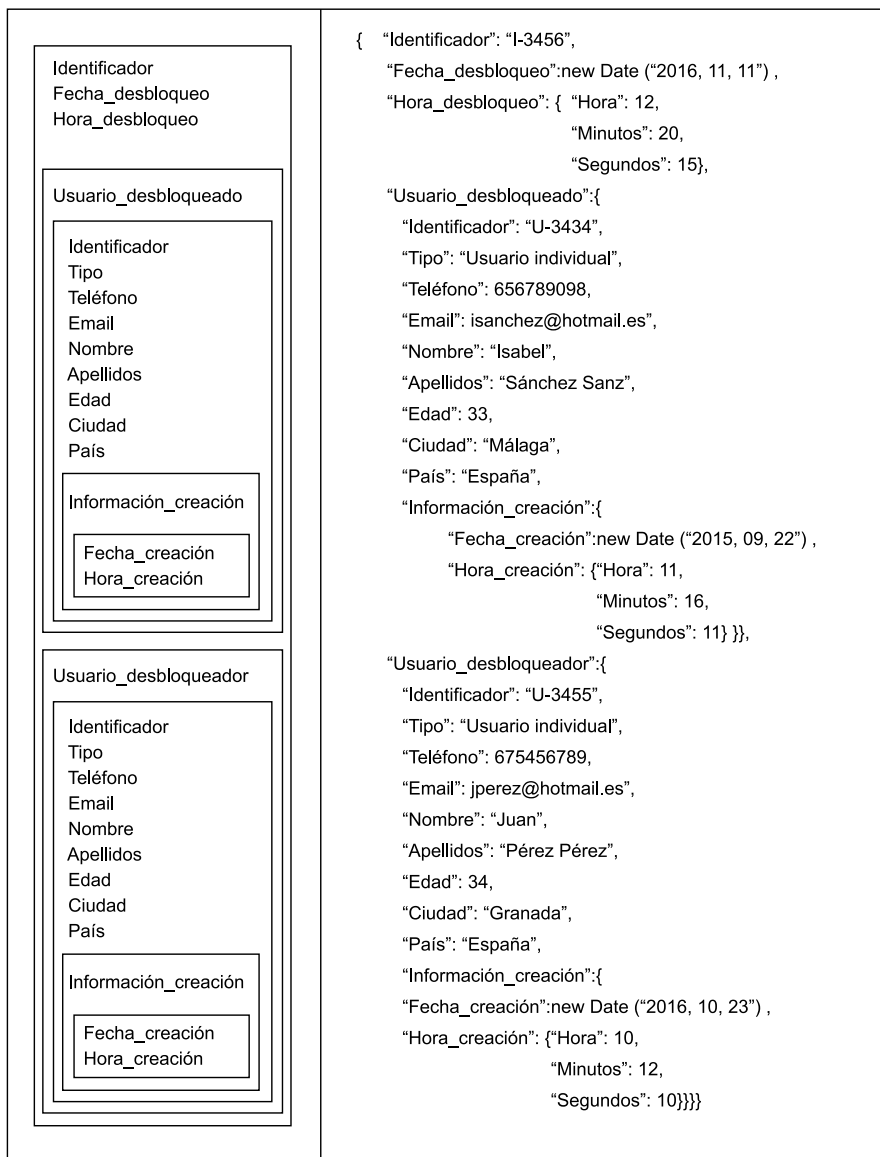 Identificador
Fecha_desbloqueo
Hora_desbloqueo
Usuario_desbloqueado
Identificador
Tipo
Teléfono
Email
Nombre
Apellidos
Edad
Ciudad
País
Información_creación
Fecha_creación
Hora_creación
Usuario_desbloqueador
Identificador
Tipo
Teléfono
Email
Nombre
Apellidos
Edad
Ciudad
País
Información_creación
Fecha_creación
Hora_creación
{ “Identificador”: “I-3456”,
“Fecha_desbloqueo”:new Date (“2016, 11, 11”) ,
“Hora_desbloqueo”: { “Hora”: 12,
“Minutos”: 20,
“Segundos”: 15},
“Usuario_desbloqueado”:{
“Identificador”: “U-3434”,
“Tipo”: “Usuario individual”,
“Teléfono”: 656789098,
“Email”: isanchez@hotmail.es”,
“Nombre”: “Isabel”,
“Apellidos”: “Sánchez Sanz”,
“Edad”: 33,
“Ciudad”: “Málaga”,
“País”: “España”,
“Información_creación”:{
“Fecha_creación”:new Date (“2015, 09, 22”) ,
“Hora_creación”: {“Hora”: 11,
“Minutos”: 16,
“Segundos”: 11} }},
“Usuario_desbloqueador”:{
“Identificador”: “U-3455”,
“Tipo”: “Usuario individual”,
“Teléfono”: 675456789,
“Email”: jperez@hotmail.es”,
“Nombre”: “Juan”,
“Apellidos”: “Pérez Pérez”,
“Edad”: 34,
“Ciudad”: “Granada”,
“País”: “España”,
“Información_creación”:{
“Fecha_creación”:new Date (“2016, 10, 23”) ,
“Hora_creación”: {“Hora”: 10,
“Minutos”: 12,
“Segundos”: 10}}}}